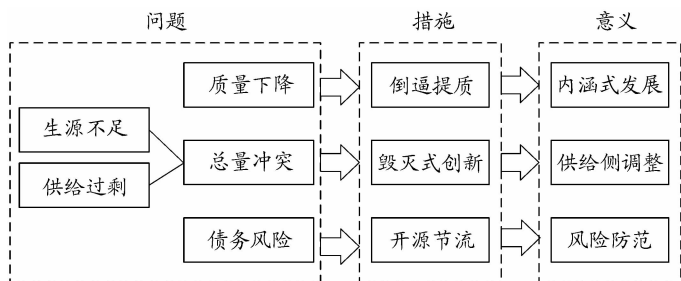 问题
措施
意义
质量下降
倒逼提质
内涵式发展
生源不足
总量冲突
毁灭式创新
供给侧调整
供给过剩
债务风险
开源节流
风险防范